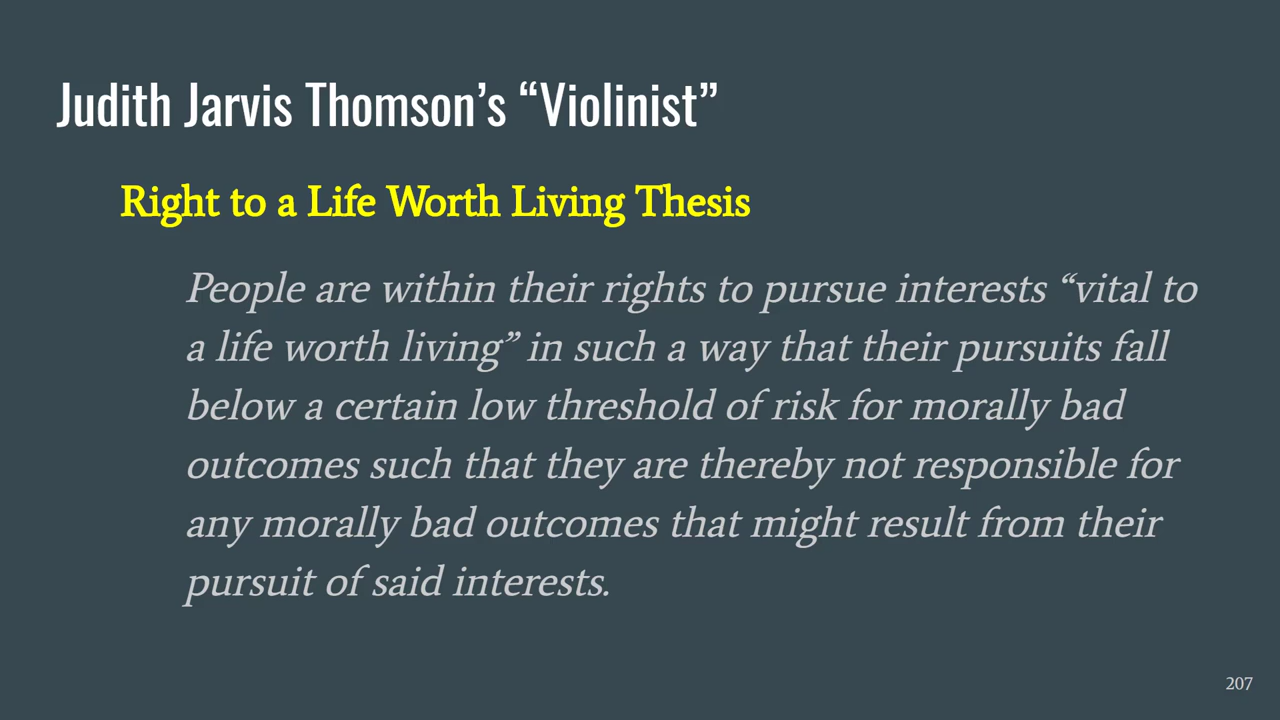 Judith Jarvis Thomson’s “Violinist”
Right to a Life Worth Living Thesis
People are within their rights to pursue interests “vital to
a life worth living” in such a way that their pursuits fall
below a certain low threshold of risk for morally bad
outcomes such that they are thereby not responsible for
any morally bad outcomes that might result from their
pursuit of said interests.
207